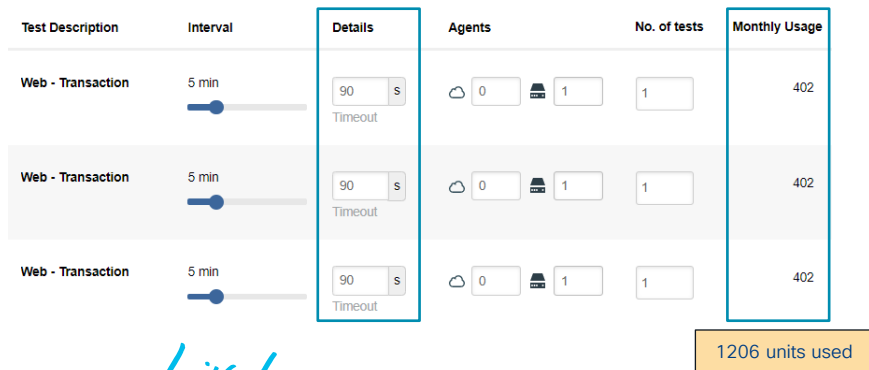 Test Description Interval Details Agents No. of tests Monthly Usage
Web - Transaction 5 min 90 s 0 1 1 402
Timeout
Web - Transaction 5 min 90 s 0 1 1 402
Timeout
Web - Transaction 5 min 90 s 0 1 1 402
Timeout
1206 units used